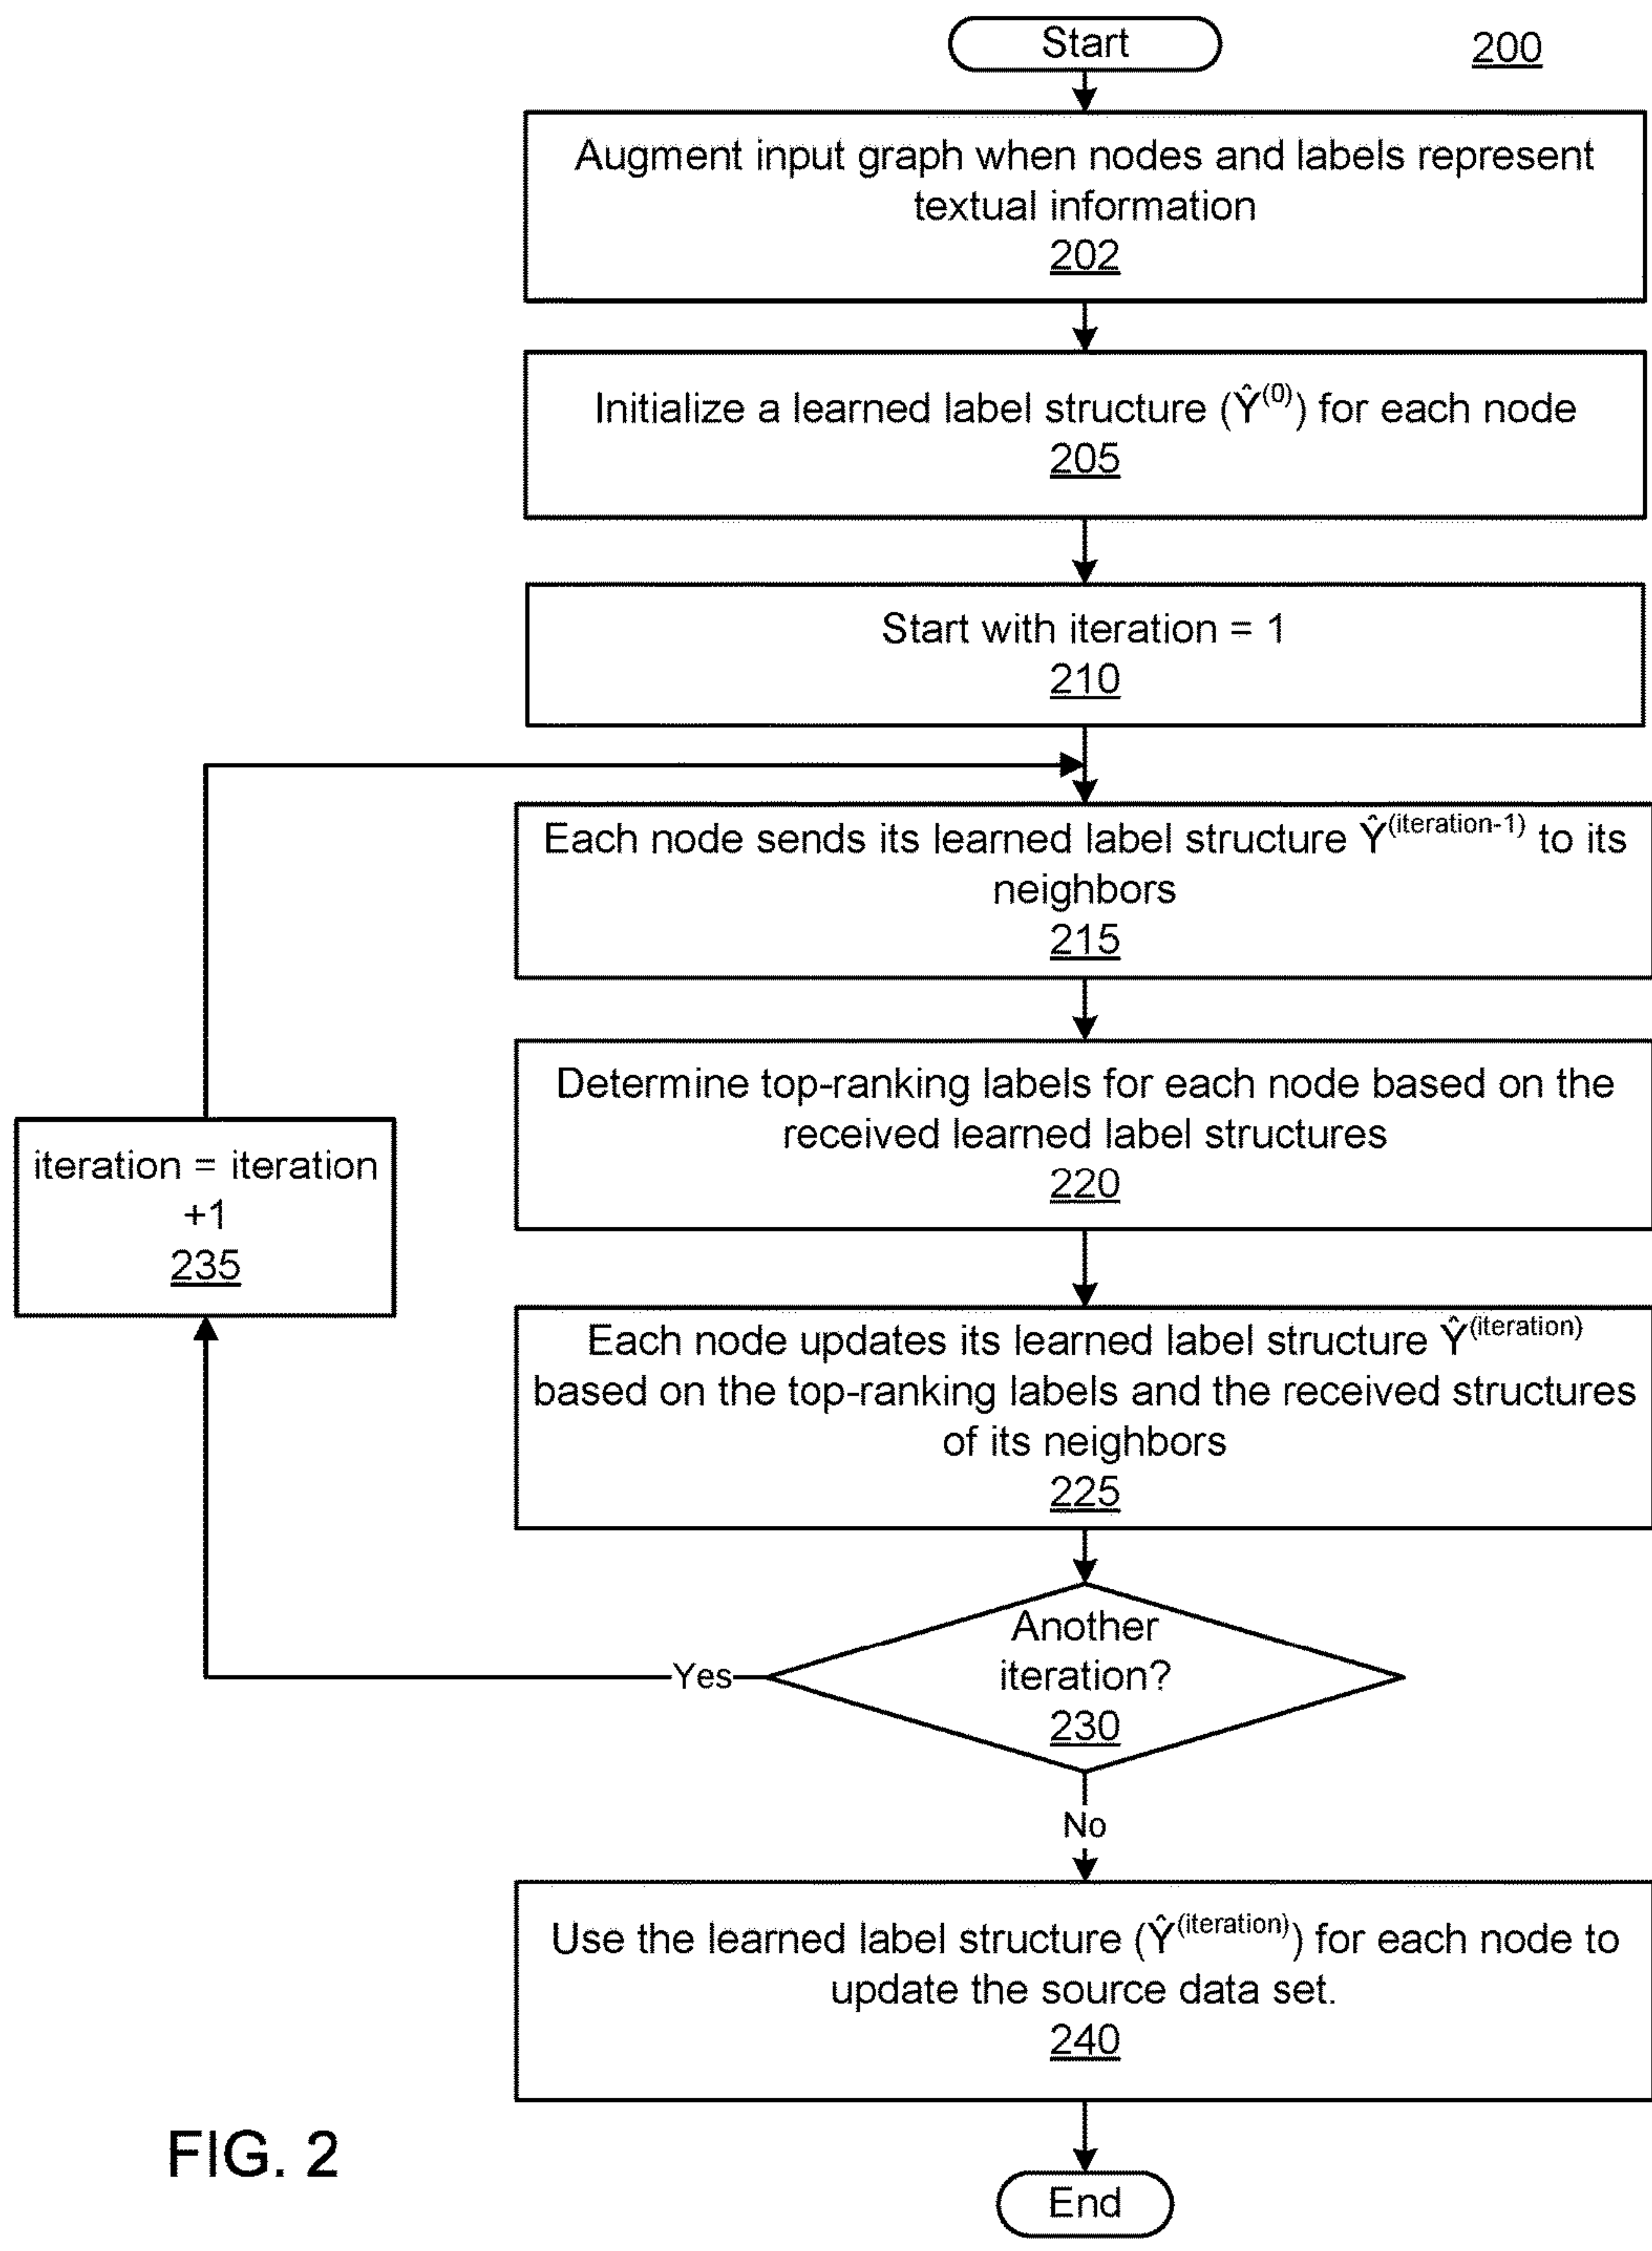 Start
200
Augment input graph when nodes and labels represent
textual information
202
Initialize a learned label structure (Ŷ⁽⁰⁾) for each node
205
Start with iteration = 1
210
Each node sends its learned label structure Ŷ^(iteration-1) to its
neighbors
215
Determine top-ranking labels for each node based on the
received learned label structures
220
iteration = iteration
+1
235
Each node updates its learned label structure Ŷ^(iteration)
based on the top-ranking labels and the received structures
of its neighbors
225
Another
iteration?
230
Yes
No
Use the learned label structure (Ŷ^(iteration)) for each node to
update the source data set.
240
End
FIG. 2